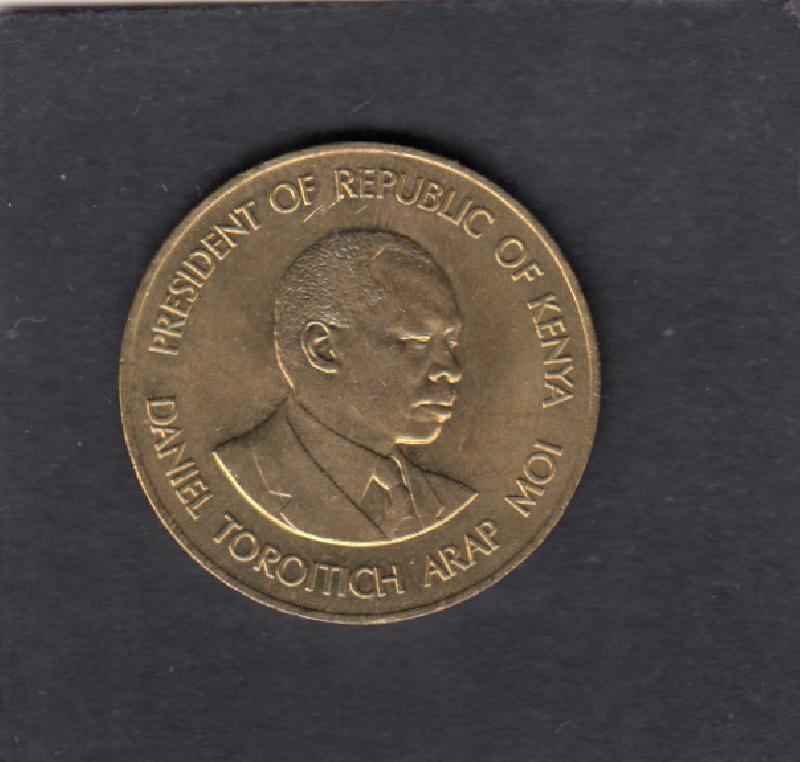 PRESIDENT OF REPUBLIC OF KENYA
DANIEL TOROITICH ARAP MOI